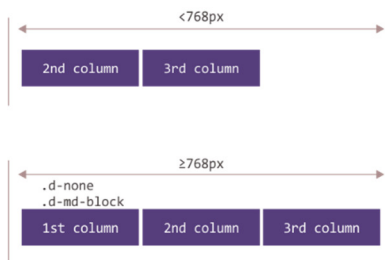 <768px
2nd column 3rd column
≥768px
.d-none
.d-md-block
1st column 2nd column 3rd column